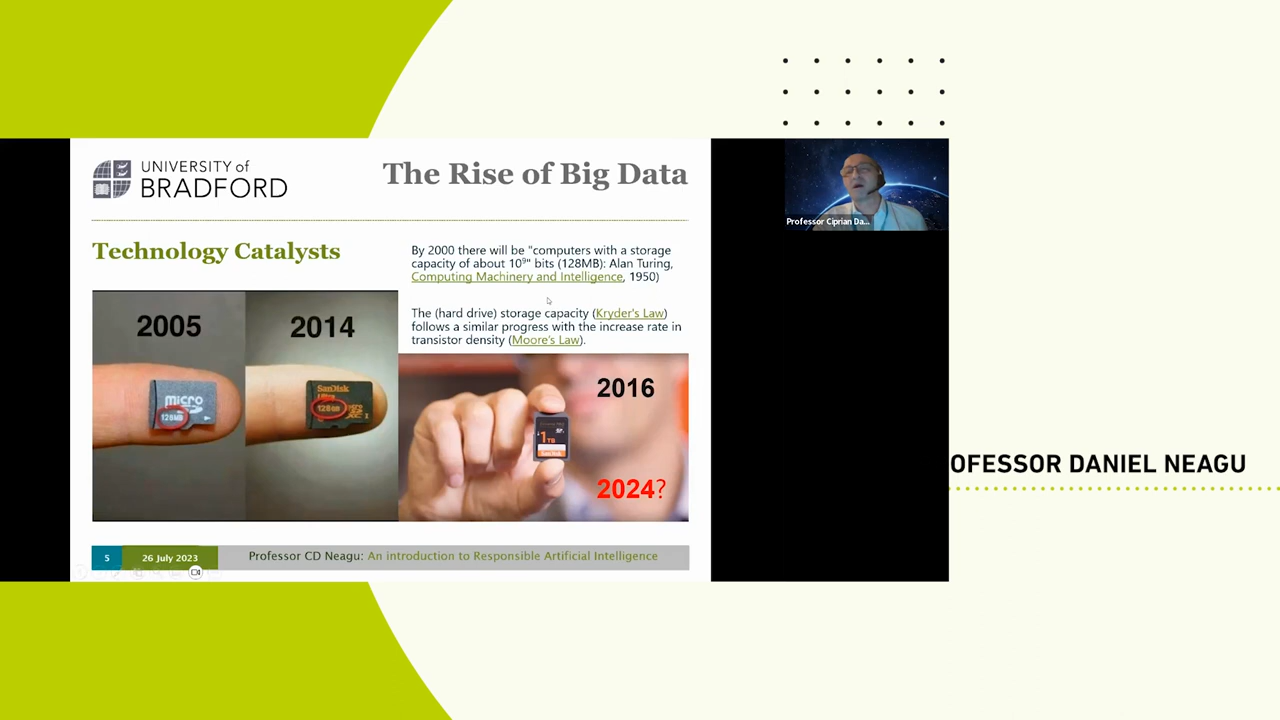 UNIVERSITY of
BRADFORD
The Rise of Big Data
Technology Catalysts
By 2000 there will be "computers with a storage
capacity of about 10⁹" bits (128MB): Alan Turing,
Computing Machinery and Intelligence, 1950)
The (hard drive) storage capacity (Kryder's Law)
follows a similar progress with the increase rate in
transistor density (Moore's Law).
2005
micro
128MB
2014
SanDisk
Ultra
128GB
2016
1TB
SanDisk
2024?
5
26 July 2023
Professor CD Neagu: An introduction to Responsible Artificial Intelligence
Professor Ciprian Da...
OFESSOR DANIEL NEAGU